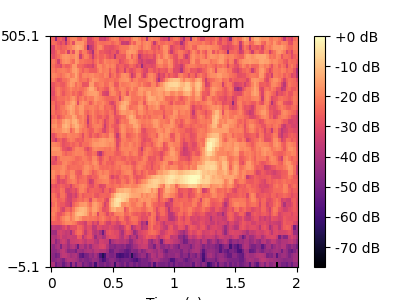 Mel Spectrogram
505.1
−5.1
0
0.5
1
1.5
2
+0 dB
-10 dB
-20 dB
-30 dB
-40 dB
-50 dB
-60 dB
-70 dB